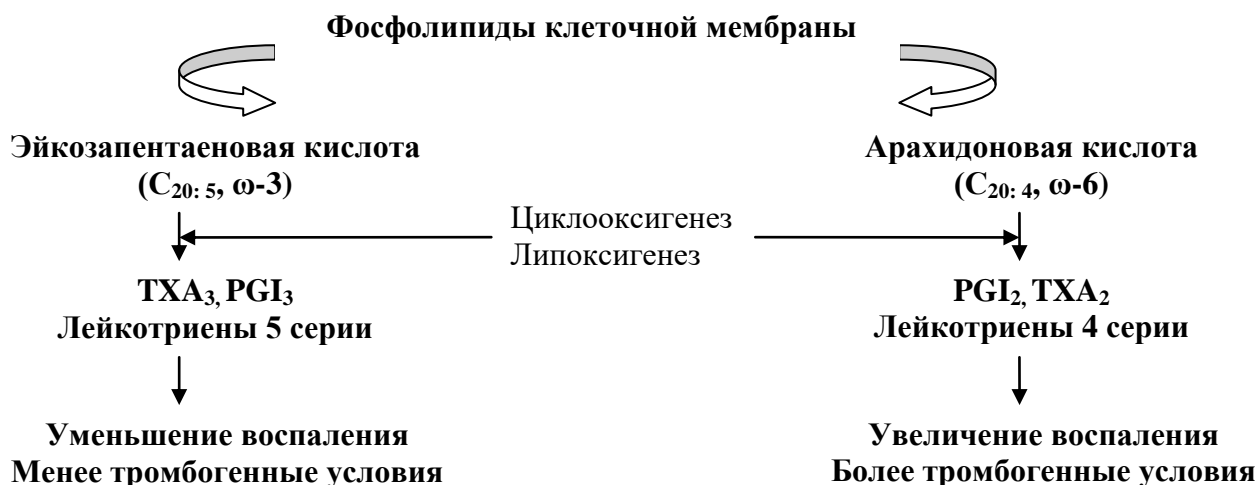 Фосфолипиды клеточной мембраны
Эйкозапентаеновая кислота
(C20: 5, ω-3)
Арахидоновая кислота
(C20: 4, ω-6)
Циклооксигенез
Липоксигенез
TXA3, PGI3
Лейкотриены 5 серии
PGI2, TXA2
Лейкотриены 4 серии
Уменьшение воспаления
Менее тромбогенные условия
Увеличение воспаления
Более тромбогенные условия